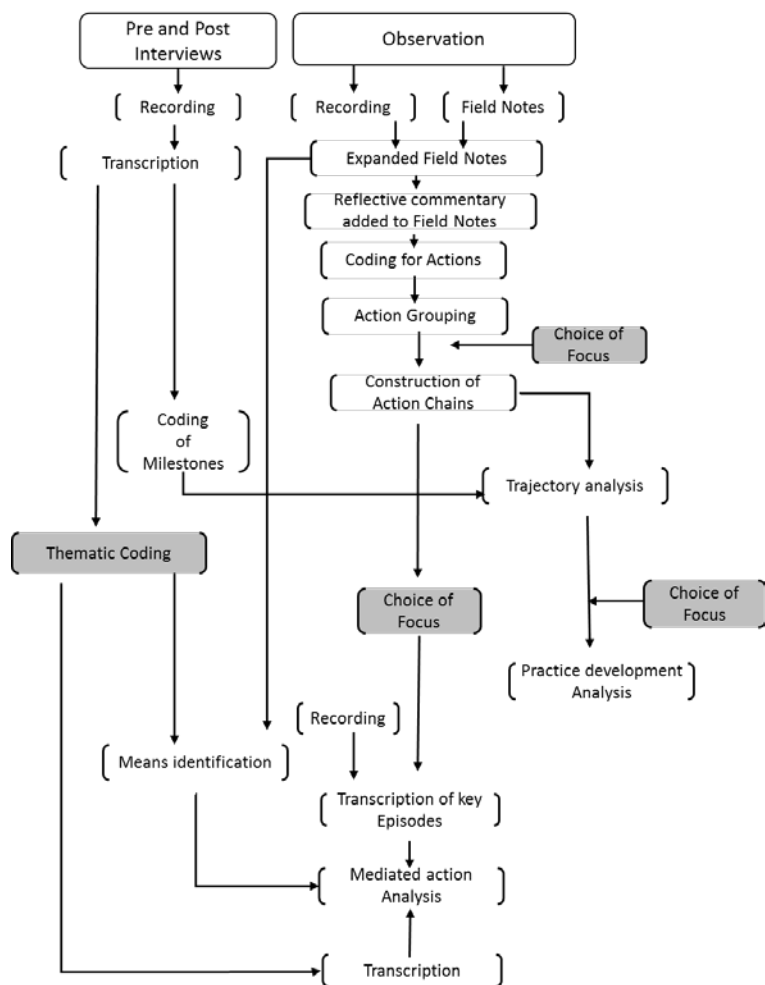 Pre and Post
Interviews
Observation
Recording
Recording
Field Notes
Transcription
Expanded Field Notes
Reflective commentary
added to Field Notes
Coding for Actions
Action Grouping
Choice of
Focus
Construction of
Action Chains
Coding
of
Milestones
Trajectory analysis
Thematic Coding
Choice of
Focus
Choice of
Focus
Practice development
Analysis
Recording
Means identification
Transcription of key
Episodes
Mediated action
Analysis
Transcription